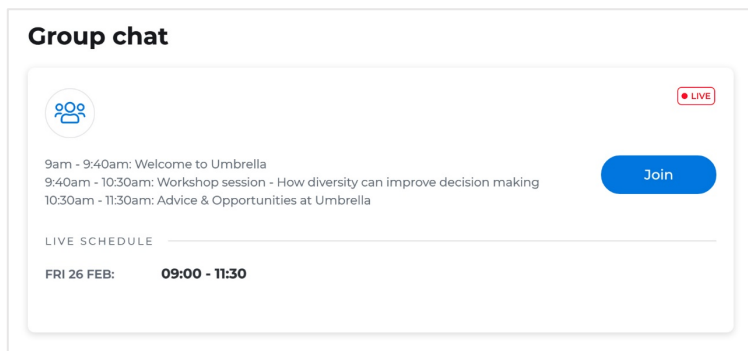 Group chat
LIVE
9am - 9:40am: Welcome to Umbrella
9:40am - 10:30am: Workshop session - How diversity can improve decision making
10:30am - 11:30am: Advice & Opportunities at Umbrella
Join
LIVE SCHEDULE
FRI 26 FEB: 09:00 - 11:30